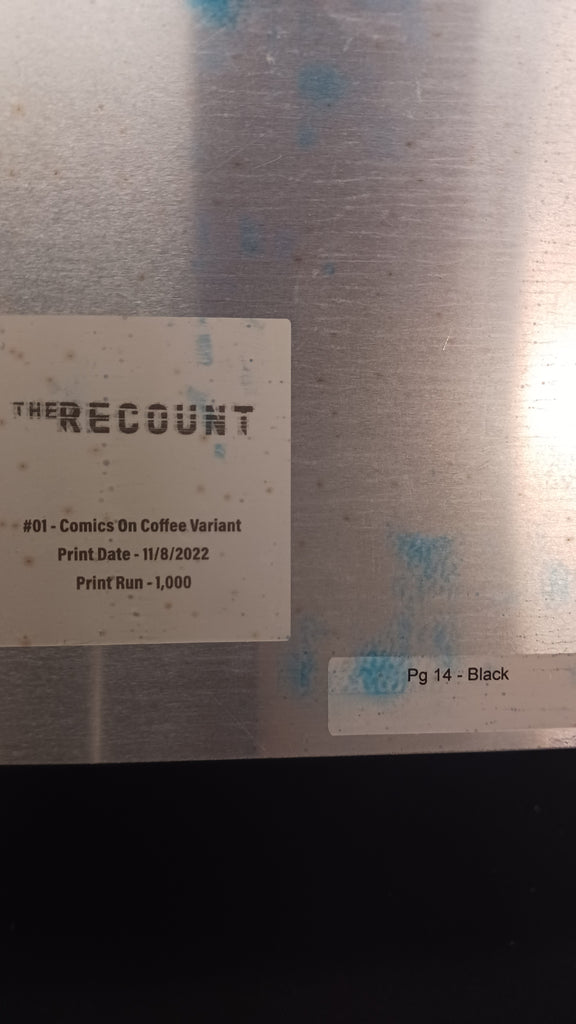 THE RECOUNT
#01 - Comics On Coffee Variant
Print Date - 11/8/2022
Print Run - 1,000
Pg 14 - Black